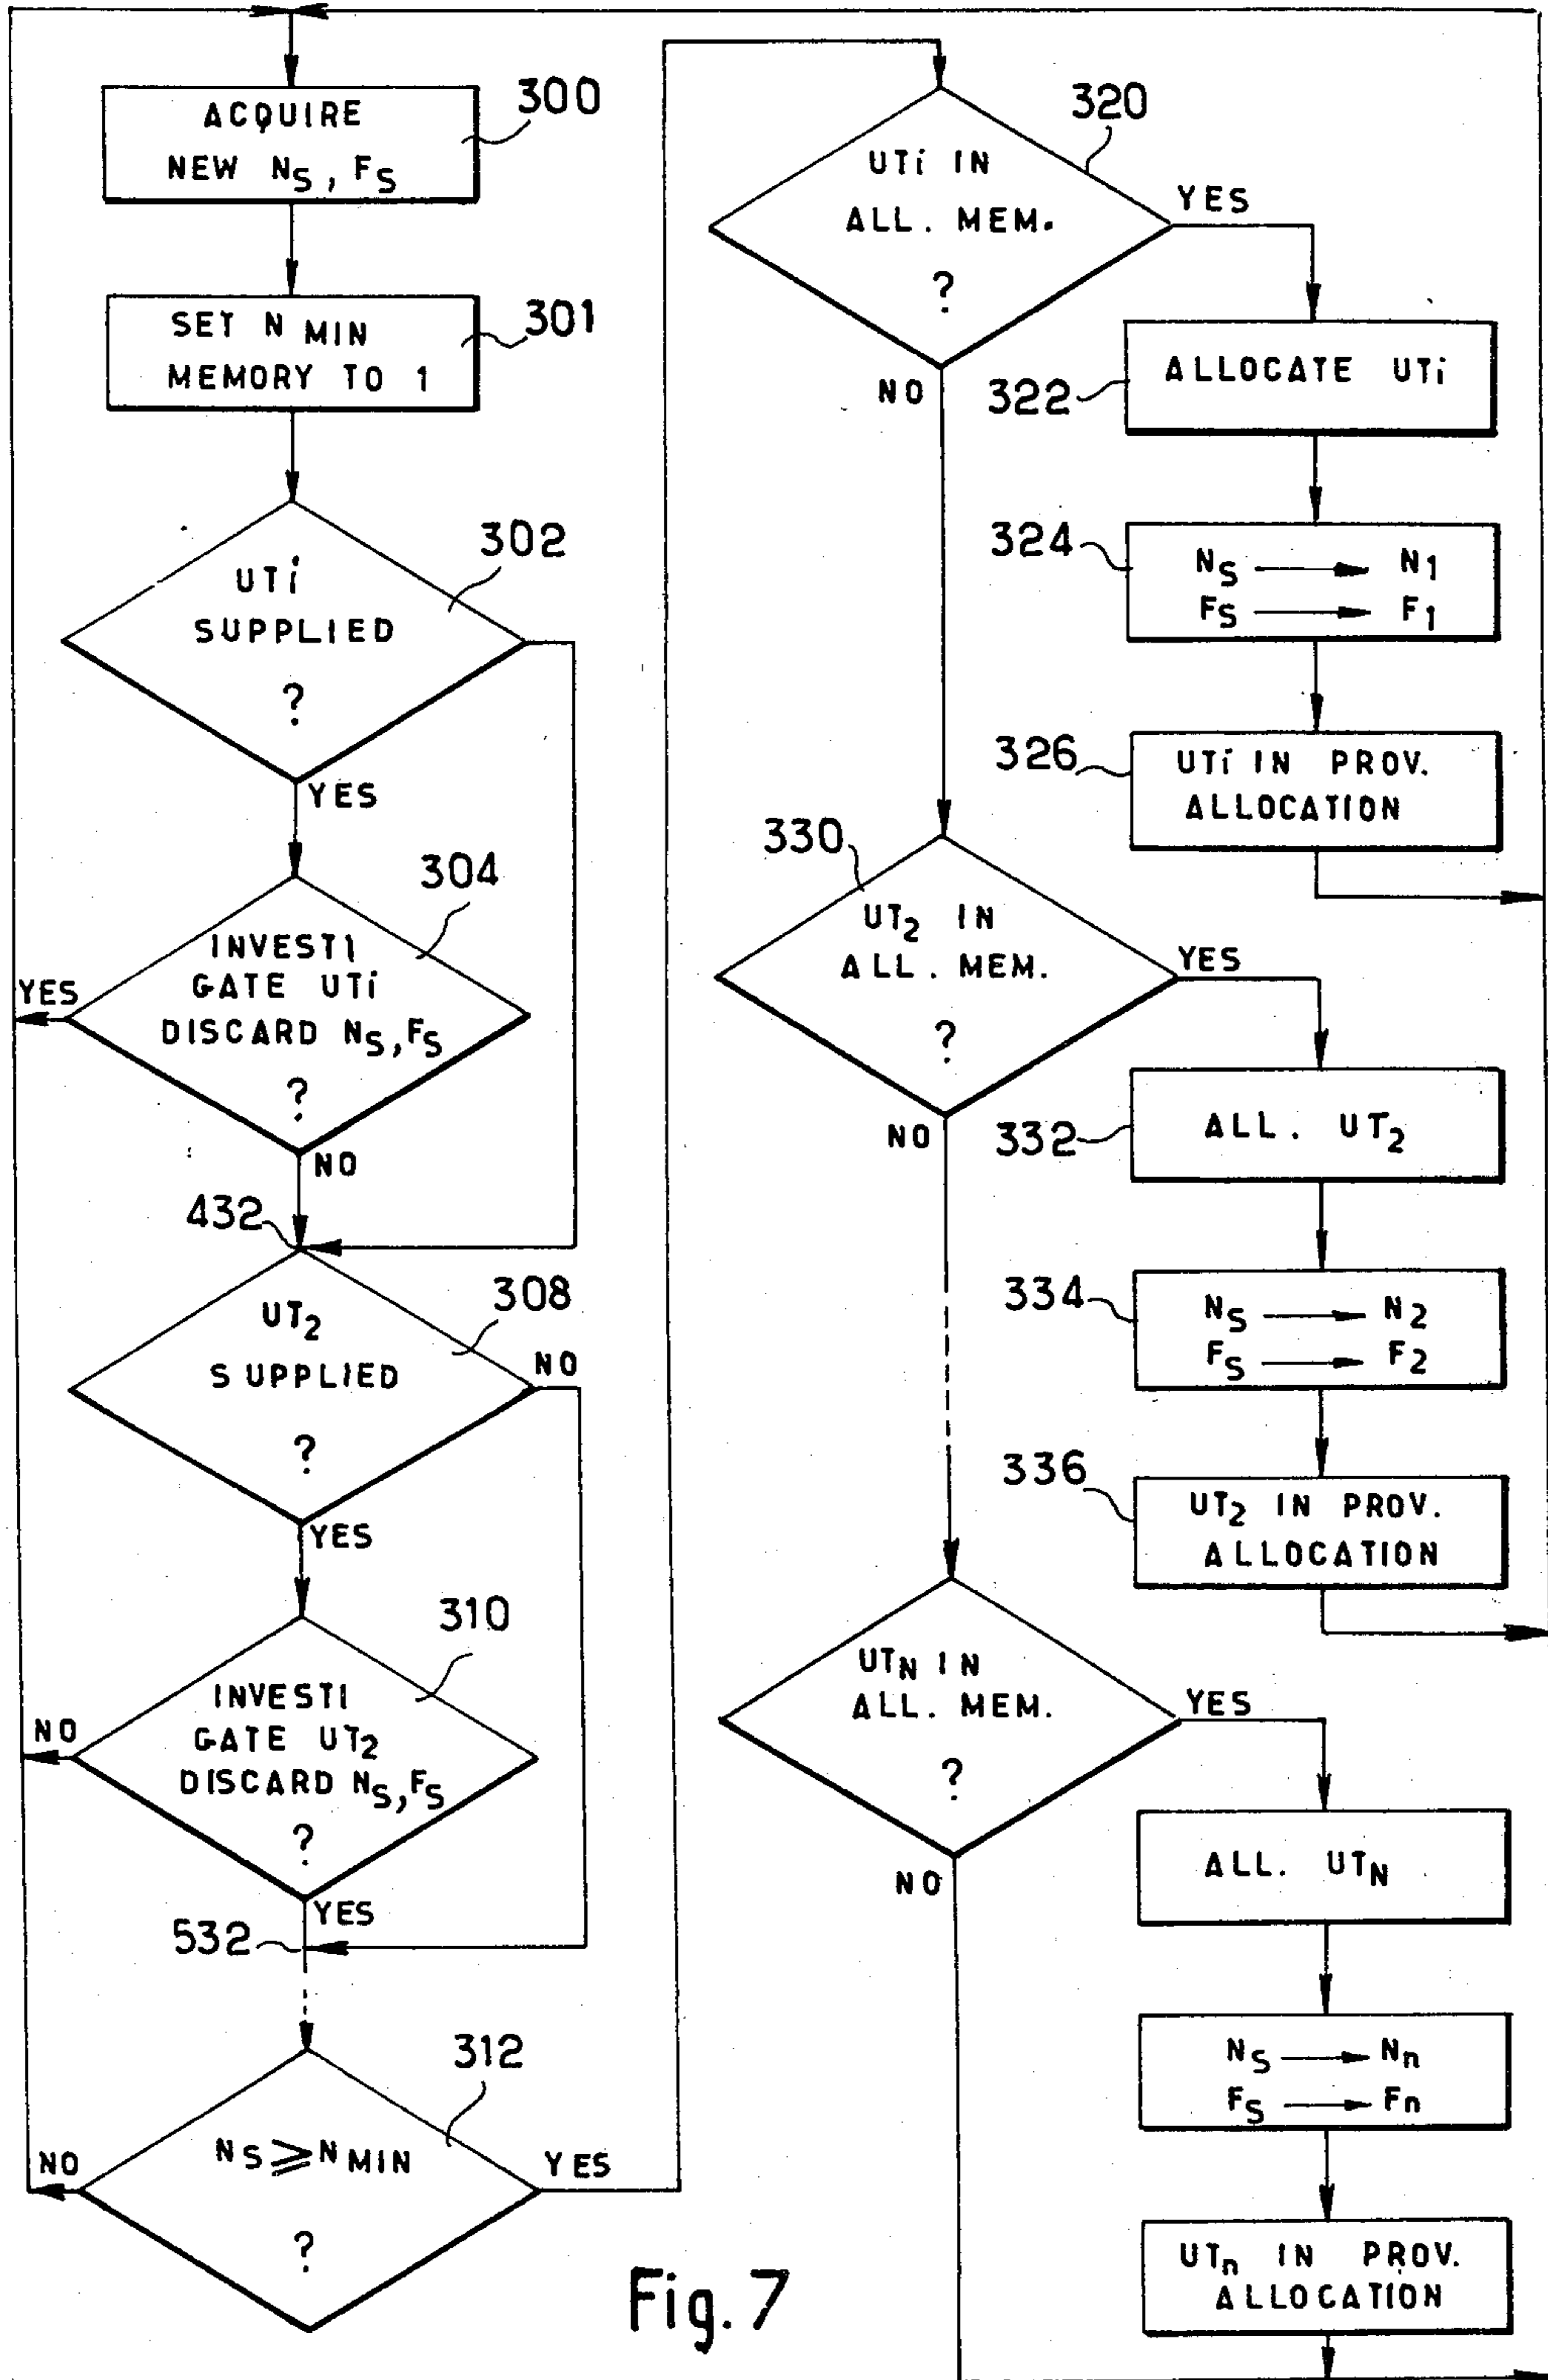 ACQUIRE
NEW NS, FS
300
SET N MIN
MEMORY TO 1
301
UTi
SUPPLIED
?
302
YES
INVESTI
GATE UTi
DISCARD NS, FS
?
304
YES
NO
432
UT2
SUPPLIED
?
308
NO
YES
INVESTI
GATE UT2
DISCARD NS, FS
?
310
NO
YES
532
NS ⩾ N MIN
?
312
NO
YES
UTi IN
ALL. MEM.
?
320
YES
NO
322
ALLOCATE UTi
324
NS → N1
FS → F1
326
UTi IN PROV.
ALLOCATION
330
UT2 IN
ALL. MEM.
?
YES
NO
332
ALL. UT2
334
NS → N2
FS → F2
336
UT2 IN PROV.
ALLOCATION
UTN IN
ALL. MEM.
?
YES
NO
ALL. UTN
NS → Nn
FS → Fn
UTn IN PROV.
ALLOCATION
Fig. 7